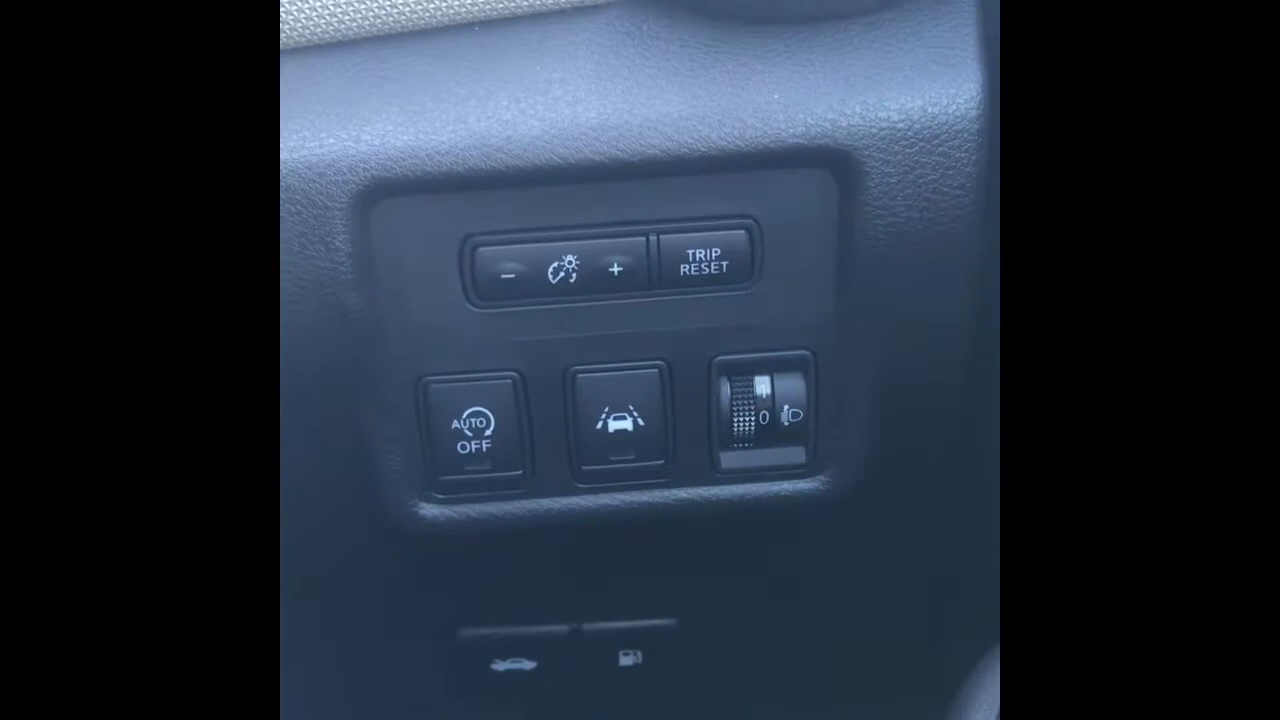 − + TRIP
RESET
AUTO
OFF
0